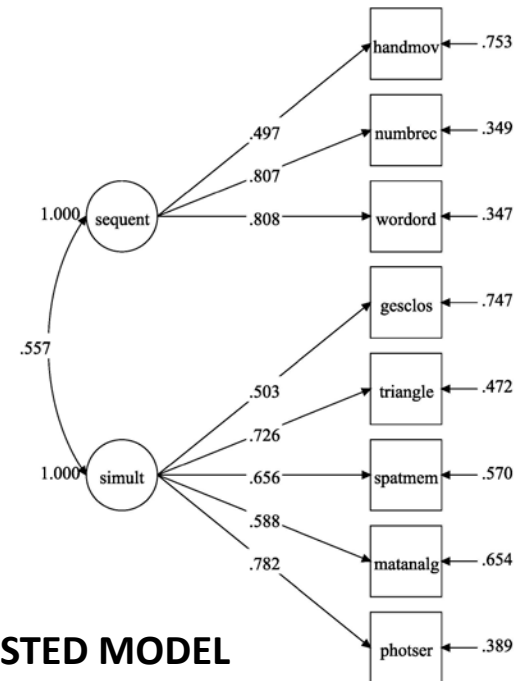 handmov .753
.497
numbrec .349
.807
1.000 sequent .808 wordord .347
gesclos .747
.557
.503
triangle .472
.726
1.000 simult .656 spatmem .570
.588
matanalg .654
.782
STED MODEL
photser .389